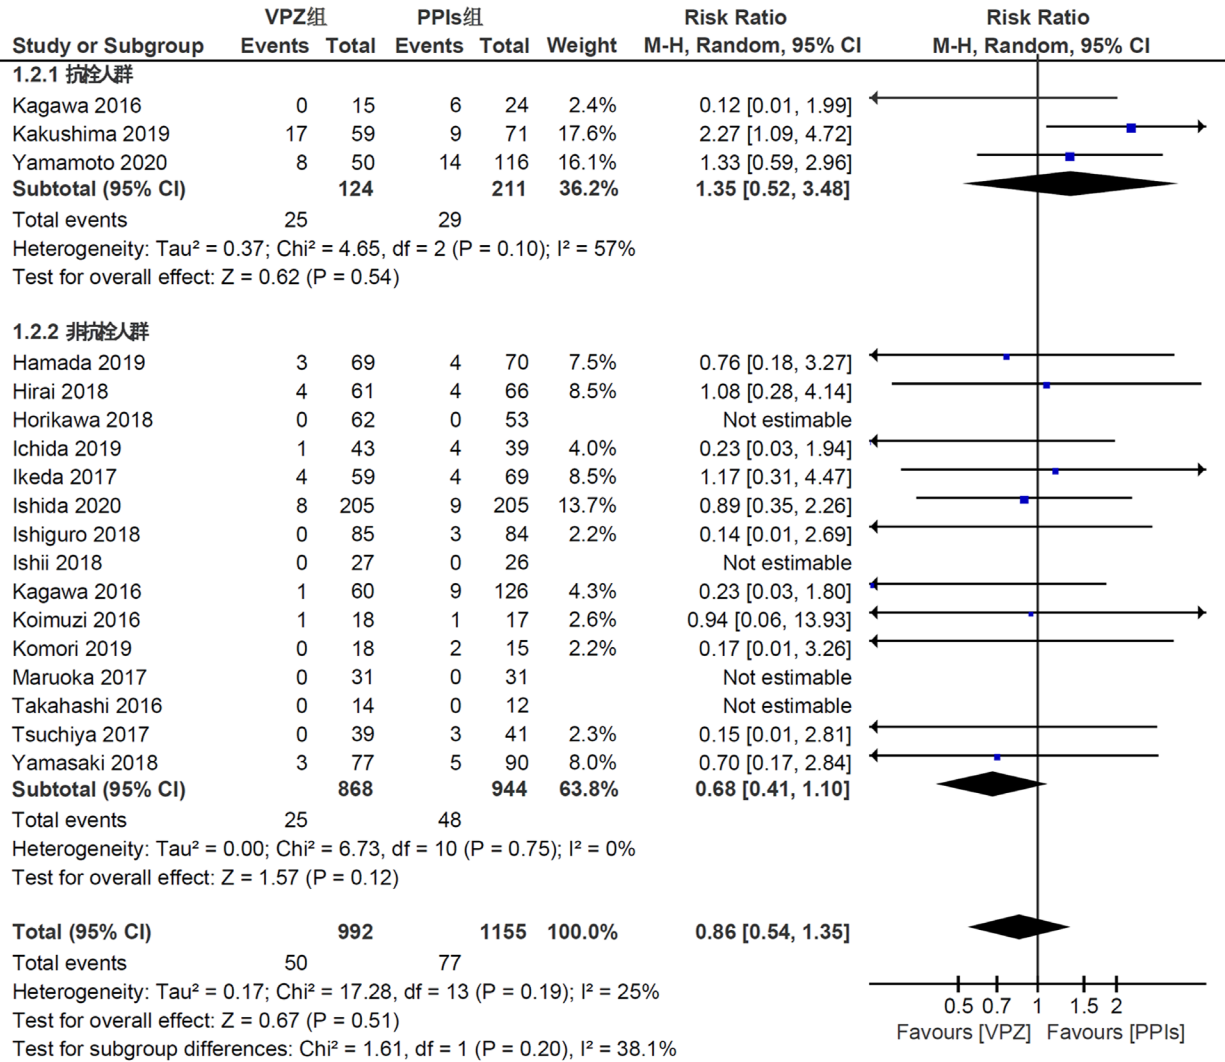 VPZ组 PPIs组 Risk Ratio Risk Ratio
Study or Subgroup Events Total Events Total Weight M-H, Random, 95% CI M-H, Random, 95% CI
1.2.1 抗栓人群
Kagawa 2016 0 15 6 24 2.4% 0.12 [0.01, 1.99]
Kakushima 2019 17 59 9 71 17.6% 2.27 [1.09, 4.72]
Yamamoto 2020 8 50 14 116 16.1% 1.33 [0.59, 2.96]
Subtotal (95% CI) 124 211 36.2% 1.35 [0.52, 3.48]
Total events 25 29
Heterogeneity: Tau² = 0.37; Chi² = 4.65, df = 2 (P = 0.10); I² = 57%
Test for overall effect: Z = 0.62 (P = 0.54)
1.2.2 非抗栓人群
Hamada 2019 3 69 4 70 7.5% 0.76 [0.18, 3.27]
Hirai 2018 4 61 4 66 8.5% 1.08 [0.28, 4.14]
Horikawa 2018 0 62 0 53 Not estimable
Ichida 2019 1 43 4 39 4.0% 0.23 [0.03, 1.94]
Ikeda 2017 4 59 4 69 8.5% 1.17 [0.31, 4.47]
Ishida 2020 8 205 9 205 13.7% 0.89 [0.35, 2.26]
Ishiguro 2018 0 85 3 84 2.2% 0.14 [0.01, 2.69]
Ishii 2018 0 27 0 26 Not estimable
Kagawa 2016 1 60 9 126 4.3% 0.23 [0.03, 1.80]
Koimuzi 2016 1 18 1 17 2.6% 0.94 [0.06, 13.93]
Komori 2019 0 18 2 15 2.2% 0.17 [0.01, 3.26]
Maruoka 2017 0 31 0 31 Not estimable
Takahashi 2016 0 14 0 12 Not estimable
Tsuchiya 2017 0 39 3 41 2.3% 0.15 [0.01, 2.81]
Yamasaki 2018 3 77 5 90 8.0% 0.70 [0.17, 2.84]
Subtotal (95% CI) 868 944 63.8% 0.68 [0.41, 1.10]
Total events 25 48
Heterogeneity: Tau² = 0.00; Chi² = 6.73, df = 10 (P = 0.75); I² = 0%
Test for overall effect: Z = 1.57 (P = 0.12)
Total (95% CI) 992 1155 100.0% 0.86 [0.54, 1.35]
Total events 50 77
Heterogeneity: Tau² = 0.17; Chi² = 17.28, df = 13 (P = 0.19); I² = 25%
Test for overall effect: Z = 0.67 (P = 0.51)
Test for subgroup differences: Chi² = 1.61, df = 1 (P = 0.20), I² = 38.1%
0.5 0.7 1 1.5 2
Favours [VPZ] Favours [PPIs]